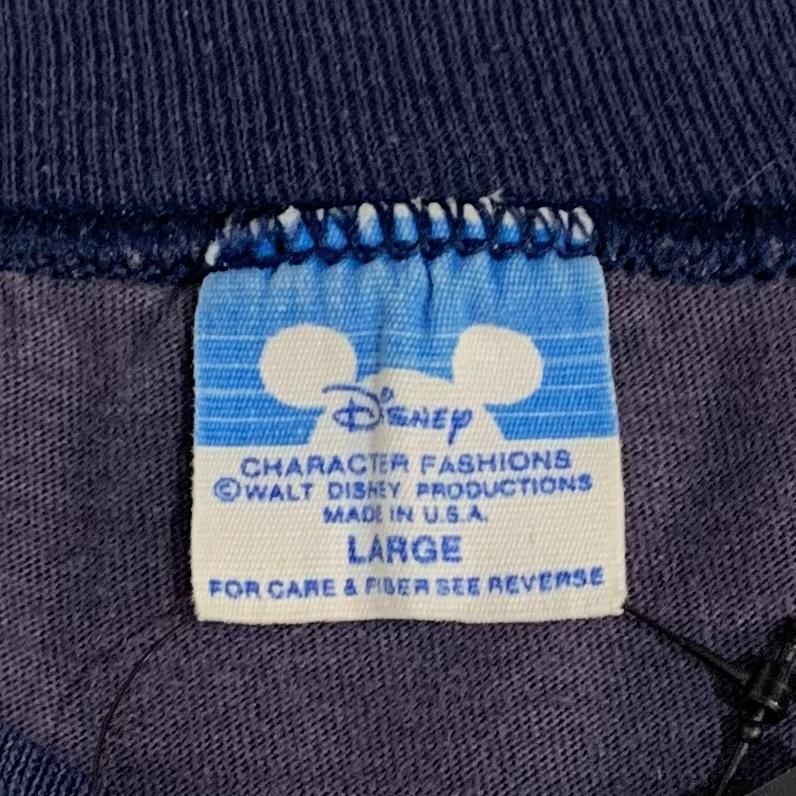 Disney
CHARACTER FASHIONS
©WALT DISNEY PRODUCTIONS
MADE IN U.S.A.
LARGE
FOR CARE & FIBER SEE REVERSE